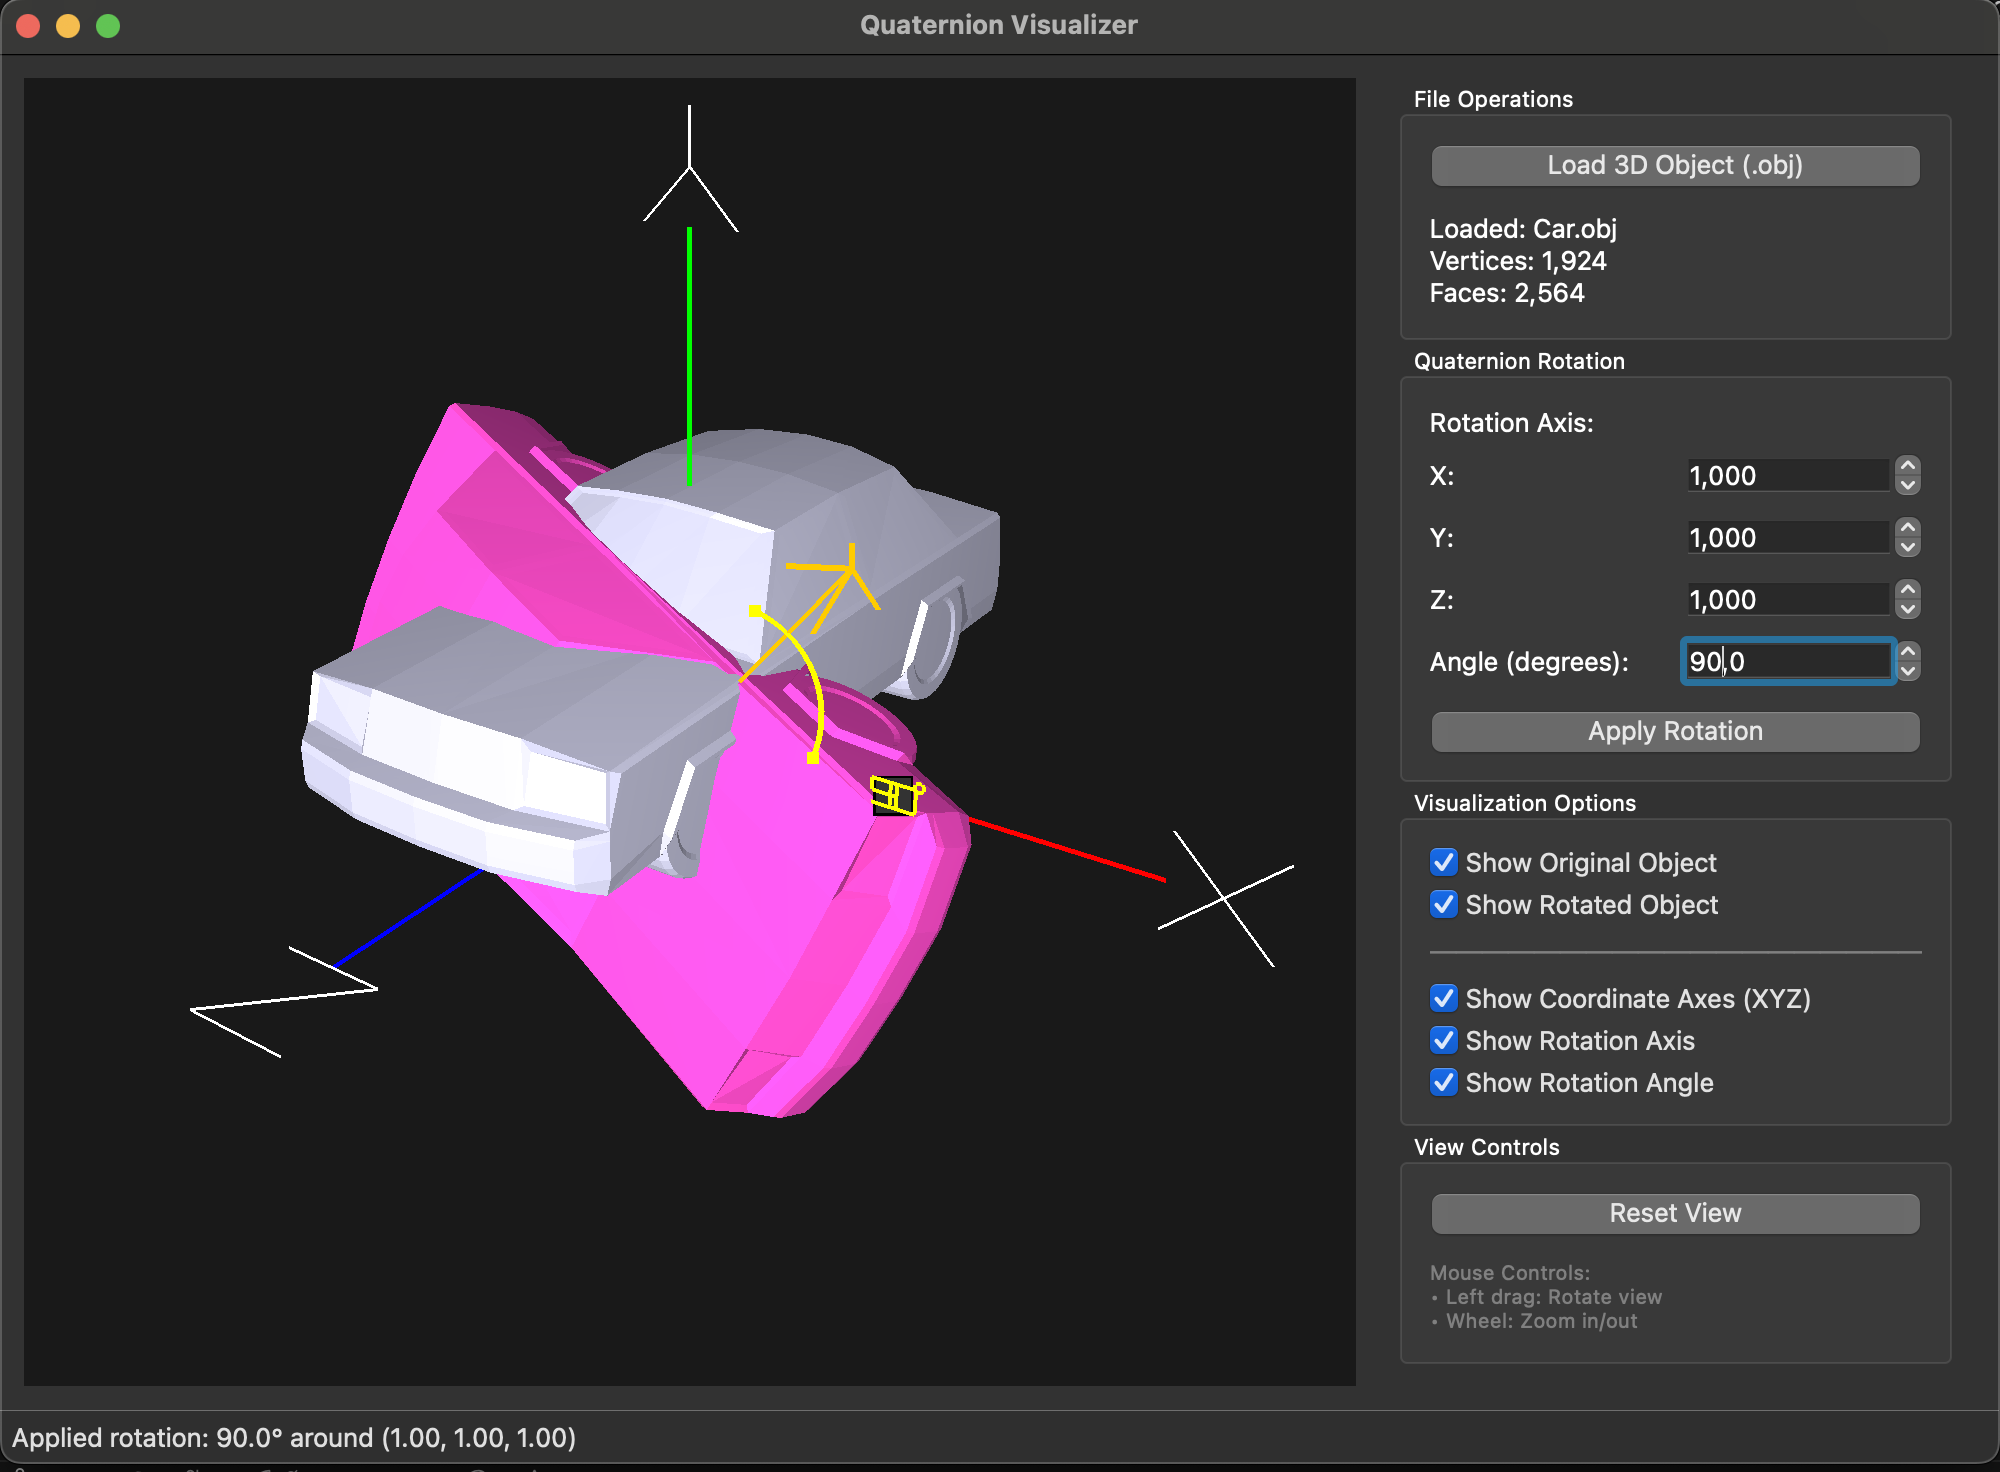 Quaternion Visualizer
Y
X
Z
File Operations
Load 3D Object (.obj)
Loaded: Car.obj
Vertices: 1,924
Faces: 2,564
Quaternion Rotation
Rotation Axis:
X: 1,000
Y: 1,000
Z: 1,000
Angle (degrees): 90,0
Apply Rotation
Visualization Options
Show Original Object
Show Rotated Object
Show Coordinate Axes (XYZ)
Show Rotation Axis
Show Rotation Angle
View Controls
Reset View
Mouse Controls:
• Left drag: Rotate view
• Wheel: Zoom in/out
Applied rotation: 90.0° around (1.00, 1.00, 1.00)